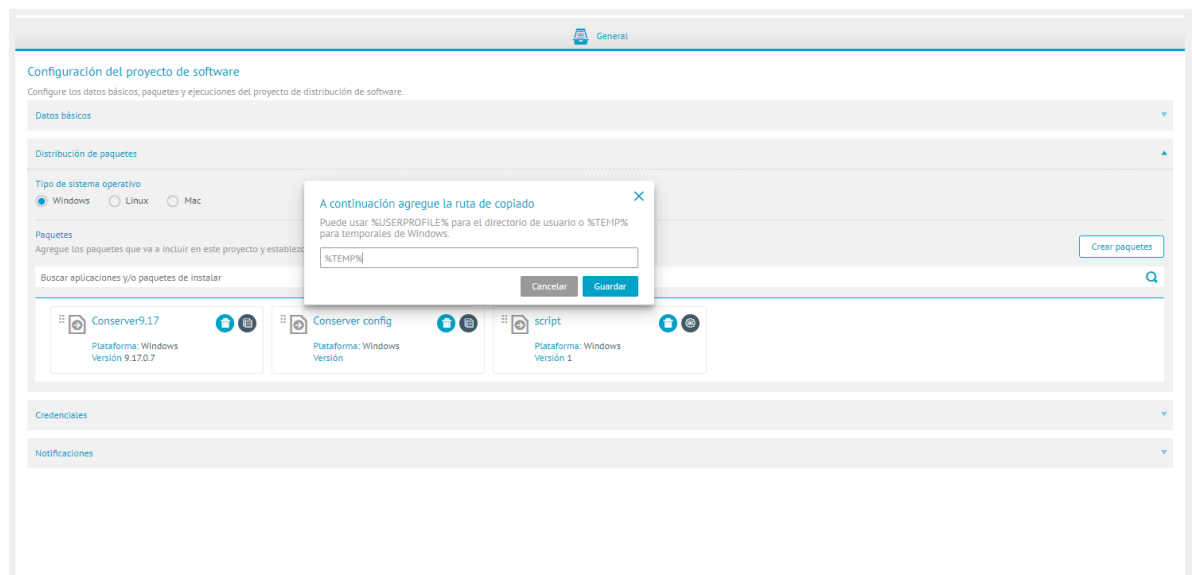 General
Configuración del proyecto de software
Configure los datos básicos, paquetes y ejecuciones del proyecto de distribución de software.
Datos básicos
Distribución de paquetes
Tipo de sistema operativo
Windows Linux Mac
A continuación agregue la ruta de copiado
Puede usar %USERPROFILE% para el directorio de usuario o %TEMP%
para temporales de Windows.
%TEMP%
Cancelar Guardar
Paquetes
Agregue los paquetes que va a incluir en este proyecto y
Crear paquetes
Buscar aplicaciones y/o paquetes de instalar
Conserver9.17
Plataforma: Windows
Versión 9.17.0.7
Conserver config
Plataforma: Windows
Versión
script
Plataforma: Windows
Versión 1
Credenciales
Notificaciones